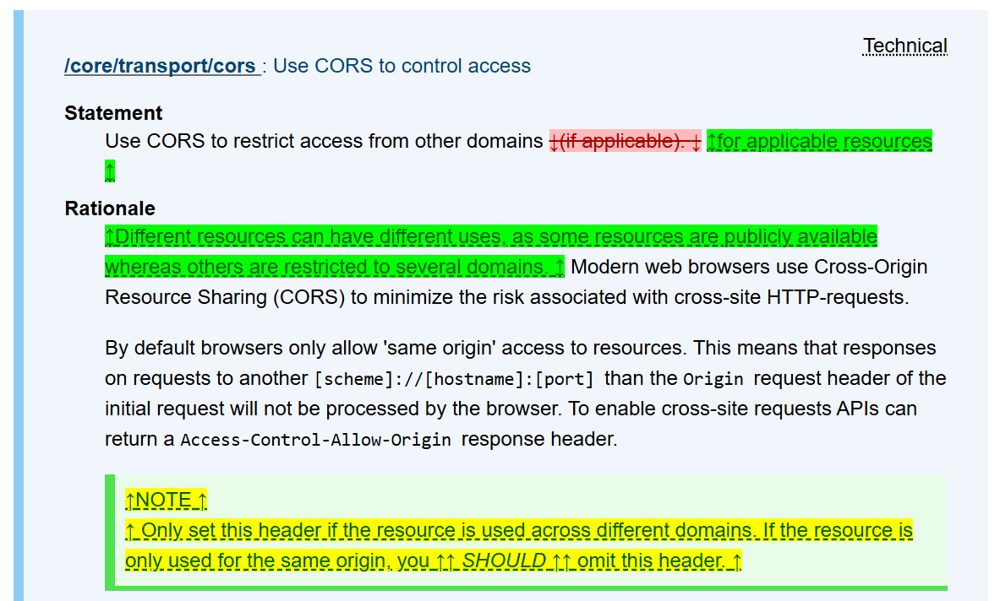 Technical
/core/transport/cors : Use CORS to control access
Statement
Use CORS to restrict access from other domains ↓(if applicable). ↓ ↑for applicable resources
↑
Rationale
↑Different resources can have different uses, as some resources are publicly available
whereas others are restricted to several domains. ↑ Modern web browsers use Cross-Origin
Resource Sharing (CORS) to minimize the risk associated with cross-site HTTP-requests.
By default browsers only allow 'same origin' access to resources. This means that responses
on requests to another [scheme]://[hostname]:[port] than the Origin request header of the
initial request will not be processed by the browser. To enable cross-site requests APIs can
return a Access-Control-Allow-Origin response header.
↑NOTE ↑
↑ Only set this header if the resource is used across different domains. If the resource is
only used for the same origin, you ↑↑ SHOULD ↑↑ omit this header. ↑